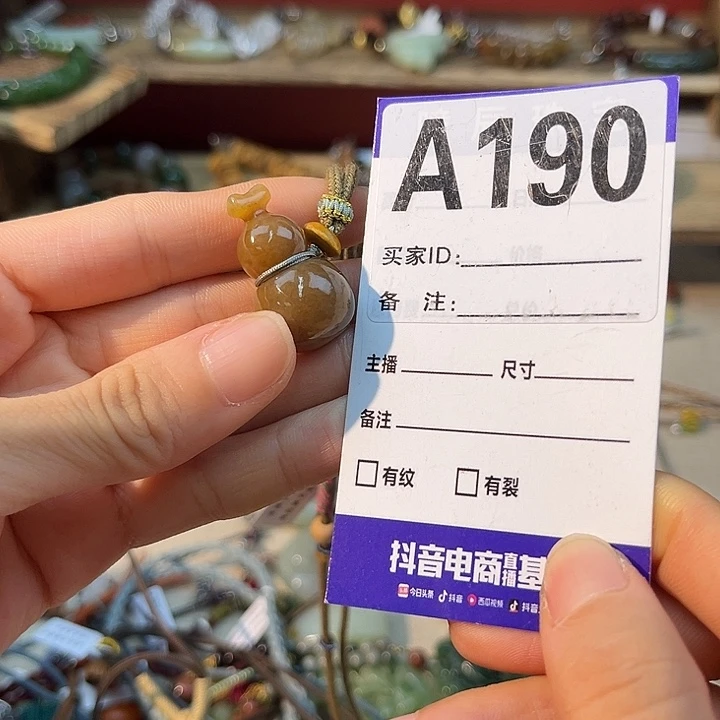 A190
买家ID:
备 注:
主播 尺寸
备注
有纹 有裂
抖音电商直播基
今日头条 抖音 西瓜视频 抖音